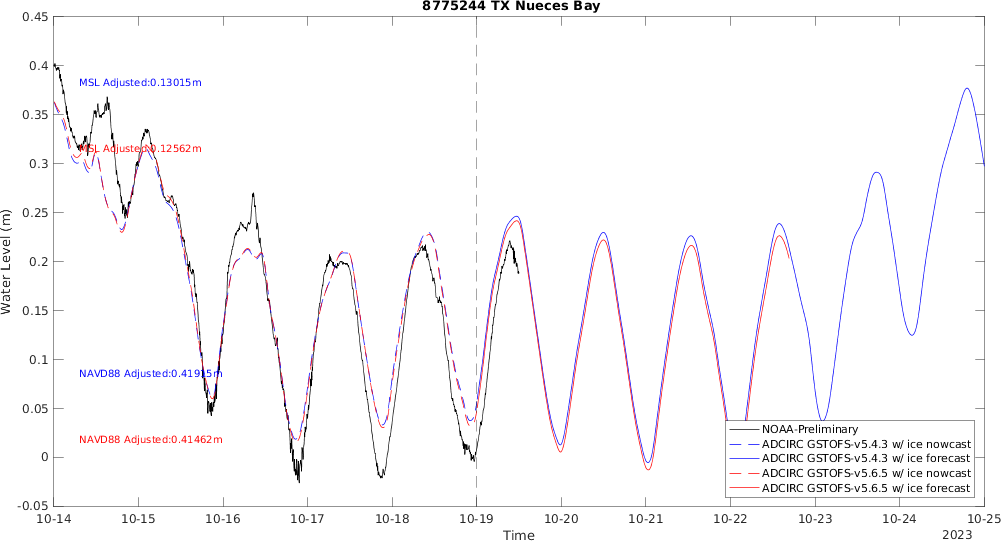 8775244 TX Nueces Bay
0.45
0.4
0.35
0.3
0.25
0.2
0.15
0.1
0.05
0
-0.05
Water Level (m)
MSL Adjusted:0.13015m
MSL Adjusted:0.12562m
NAVD88 Adjusted:0.41915m
NAVD88 Adjusted:0.41462m
NOAA-Preliminary
ADCIRC GSTOFS-v5.4.3 w/ ice nowcast
ADCIRC GSTOFS-v5.4.3 w/ ice forecast
ADCIRC GSTOFS-v5.6.5 w/ ice nowcast
ADCIRC GSTOFS-v5.6.5 w/ ice forecast
10-14 10-15 10-16 10-17 10-18 10-19 10-20 10-21 10-22 10-23 10-24 10-25
Time
2023